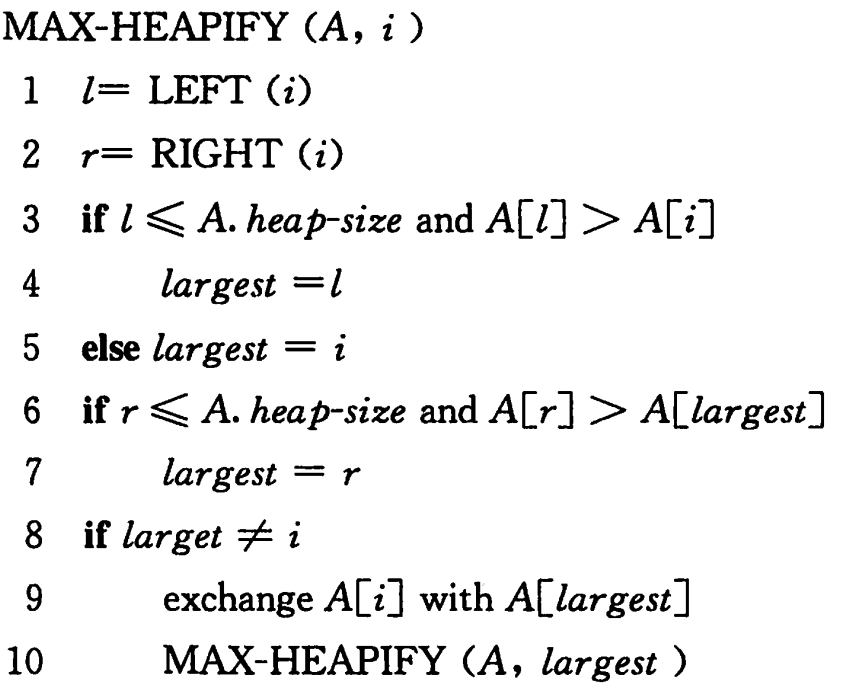 MAX-HEAPIFY (A, i )
1 l= LEFT (i)
2 r= RIGHT (i)
3 if l ⩽ A. heap-size and A[l] > A[i]
4 largest =l
5 else largest = i
6 if r ⩽ A. heap-size and A[r] > A[largest]
7 largest = r
8 if larget ≠ i
9 exchange A[i] with A[largest]
10 MAX-HEAPIFY (A, largest )